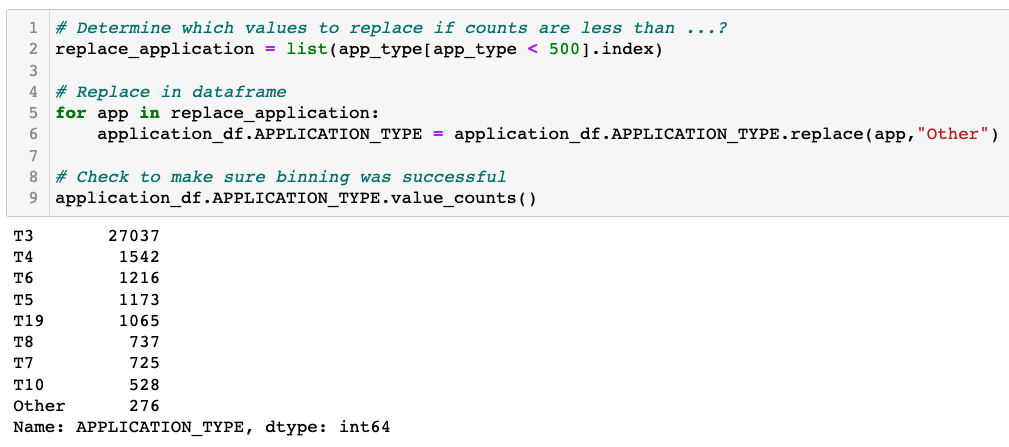 1 # Determine which values to replace if counts are less than ...?
2 replace_application = list(app_type[app_type < 500].index)
3
4 # Replace in dataframe
5 for app in replace_application:
6     application_df.APPLICATION_TYPE = application_df.APPLICATION_TYPE.replace(app,"Other")
7
8 # Check to make sure binning was successful
9 application_df.APPLICATION_TYPE.value_counts()
T3       27037
T4        1542
T6        1216
T5        1173
T19       1065
T8         737
T7         725
T10        528
Other      276
Name: APPLICATION_TYPE, dtype: int64